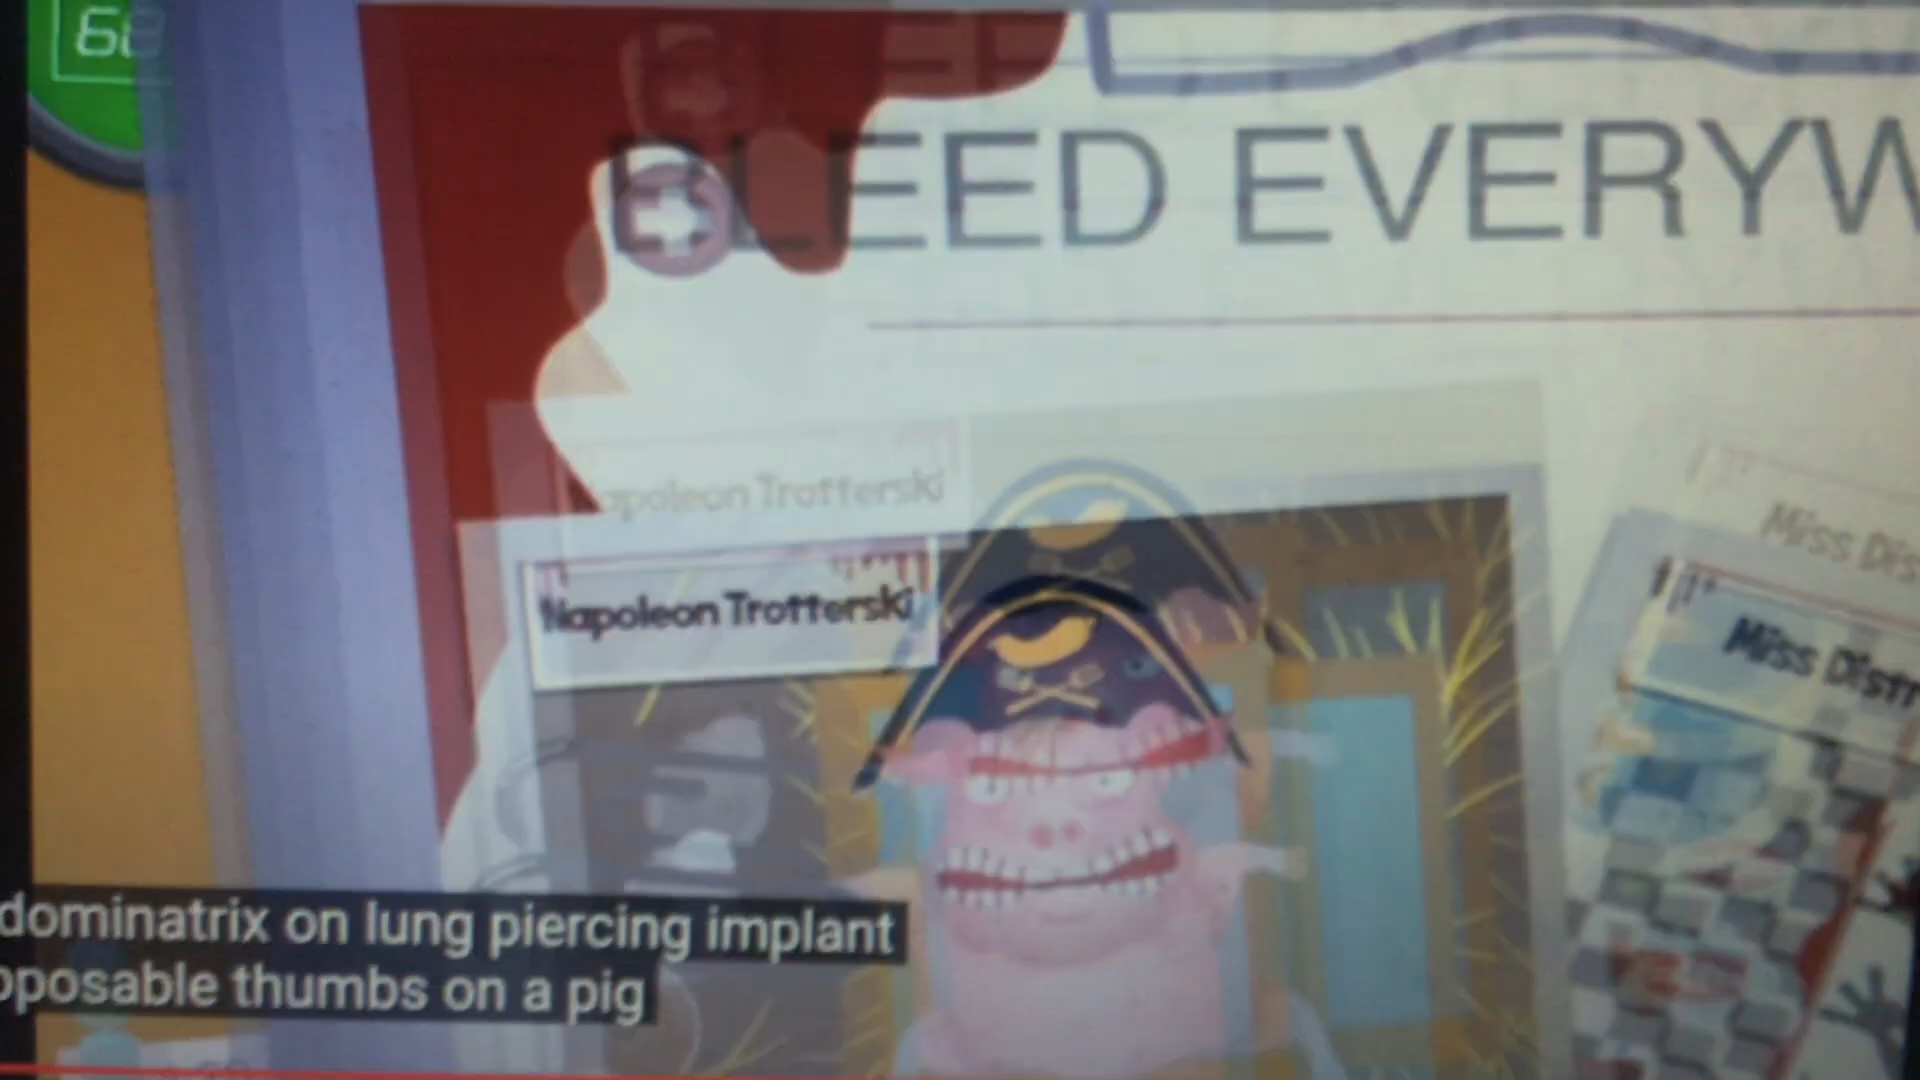 BLEED EVERYW
Napoleon Trotterski
Napoleon Trotterski
Miss Dis
Miss Distr
dominatrix on lung piercing implant
pposable thumbs on a pig